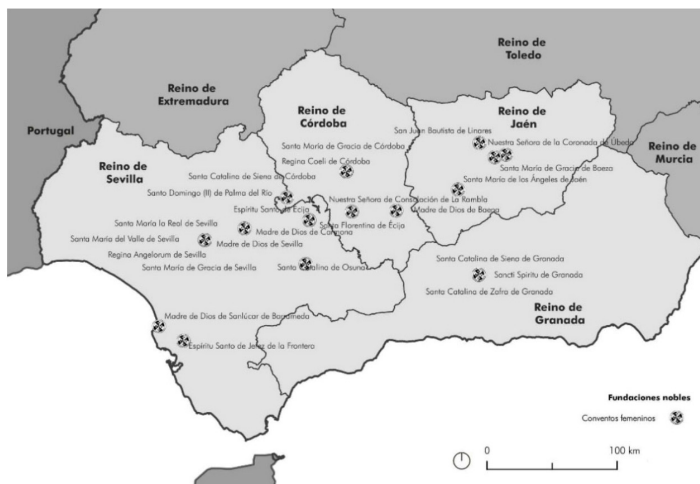 Reino de
Toledo
Reino de
Extremadura
Reino de
Córdoba
Reino de
Jaén
Portugal
Reino de
Murcia
San Juan Bautista de Linares
Santa María de Gracia de Córdoba
Nuestra Señora de la Coronada de Úbeda
Regina Coeli de Córdoba
Reino de
Sevilla
Santa María de Gracia de Baeza
Santa Catalina de Siena de Córdoba
Santa María de los Ángeles de Jaén
Santo Domingo (II) de Palma del Río
Nuestra Señora de Consolación de La Rambla
Espíritu Santo de Écija
Madre de Dios de Baena
Santa María la Real de Sevilla
Santa Florentina de Écija
Madre de Dios de Carmona
Santa María del Valle de Sevilla
Madre de Dios de Sevilla
Regina Angelorum de Sevilla
Santa Catalina de Siena de Granada
Santa María de Gracia de Sevilla
Santa Catalina de Osuna
Sancti Spiritu de Granada
Santa Catalina de Zafra de Granada
Reino de
Granada
Madre de Dios de Sanlúcar de Barrameda
Espíritu Santo de Jerez de la Frontera
Fundaciones nobles
Conventos femeninos
0
100 km